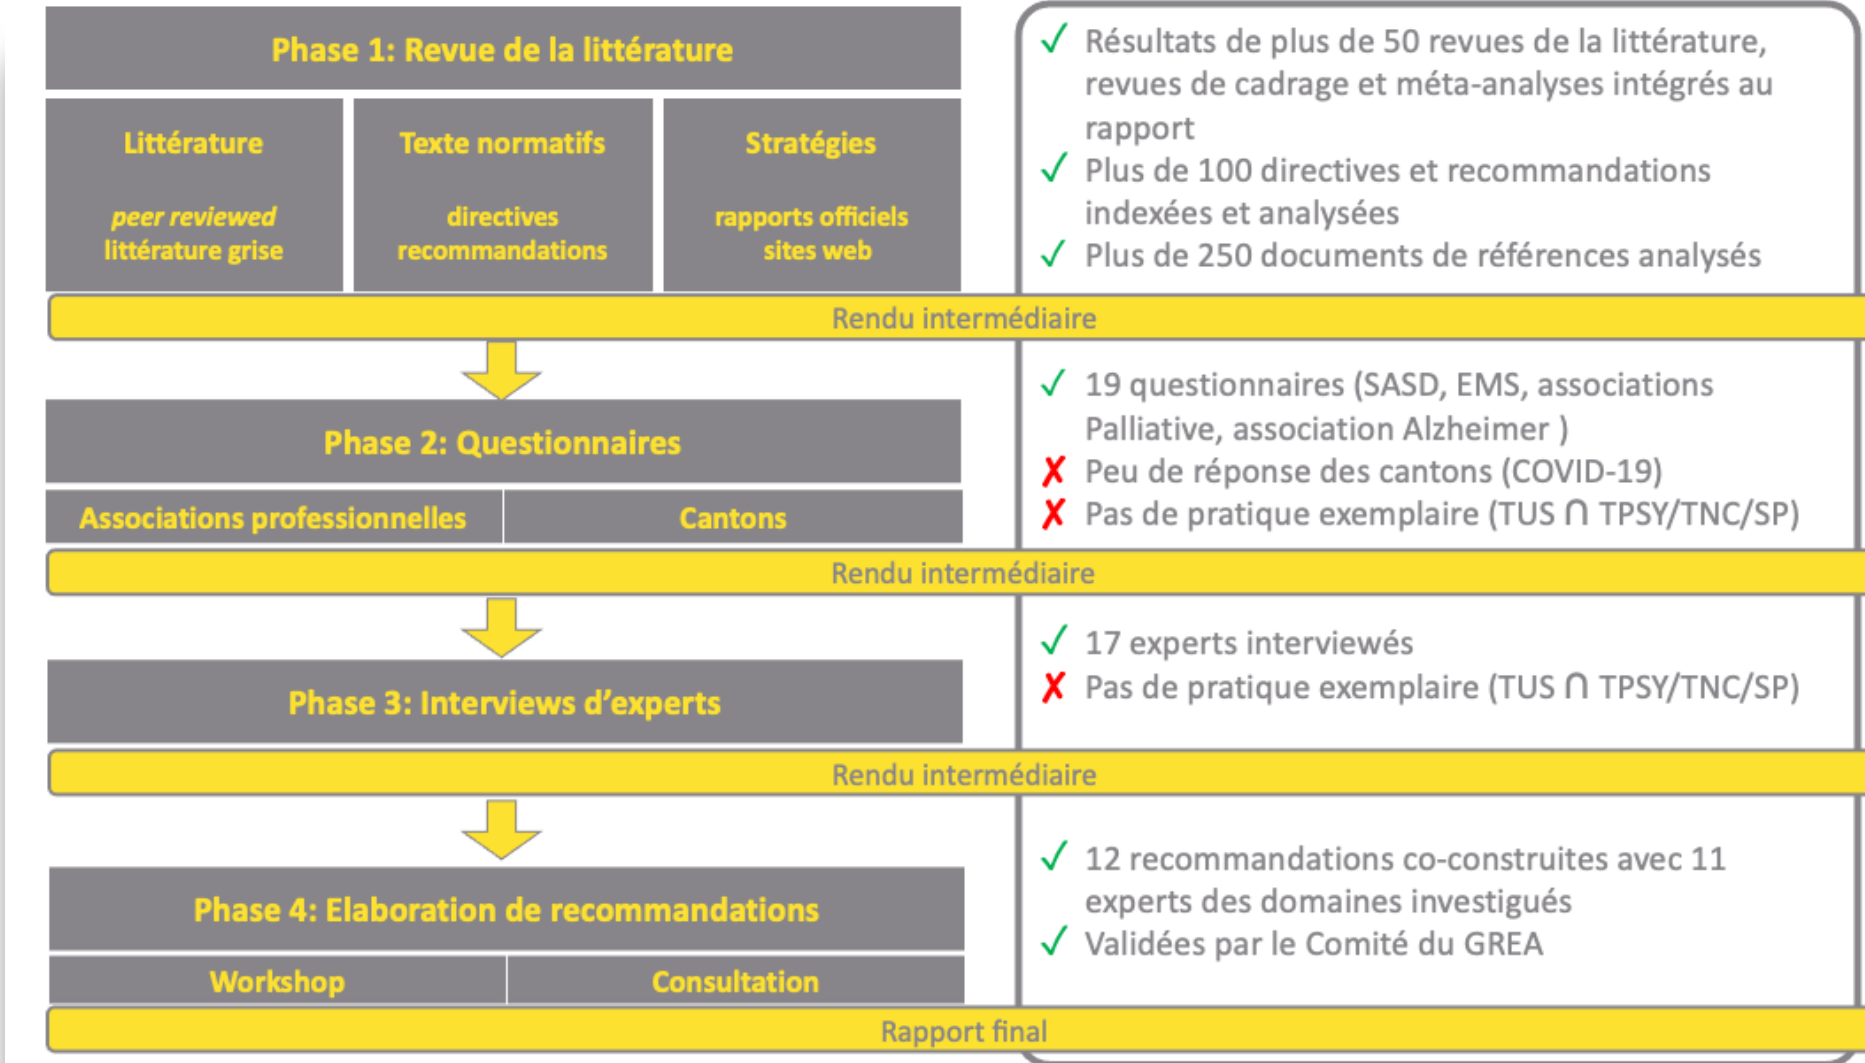 Phase 1: Revue de la littérature
Littérature
peer reviewed
littérature grise
Texte normatifs
directives
recommandations
Stratégies
rapports officiels
sites web
✓ Résultats de plus de 50 revues de la littérature,
revues de cadrage et méta-analyses intégrés au
rapport
✓ Plus de 100 directives et recommandations
indexées et analysées
✓ Plus de 250 documents de références analysés
Rendu intermédiaire
Phase 2: Questionnaires
Associations professionnelles
Cantons
✓ 19 questionnaires (SASD, EMS, associations
Palliative, association Alzheimer )
✗ Peu de réponse des cantons (COVID-19)
✗ Pas de pratique exemplaire (TUS ∩ TPSY/TNC/SP)
Rendu intermédiaire
Phase 3: Interviews d’experts
✓ 17 experts interviewés
✗ Pas de pratique exemplaire (TUS ∩ TPSY/TNC/SP)
Rendu intermédiaire
Phase 4: Elaboration de recommandations
Workshop
Consultation
✓ 12 recommandations co-construites avec 11
experts des domaines investigués
✓ Validées par le Comité du GREA
Rapport final